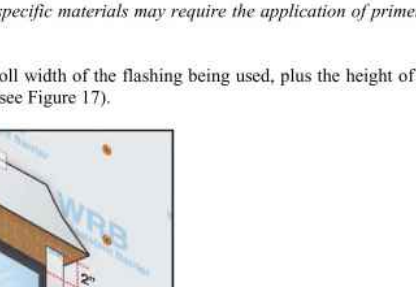 specific materials may require the application of prime
oll width of the flashing being used, plus the height of
see Figure 17).
WRB
2"